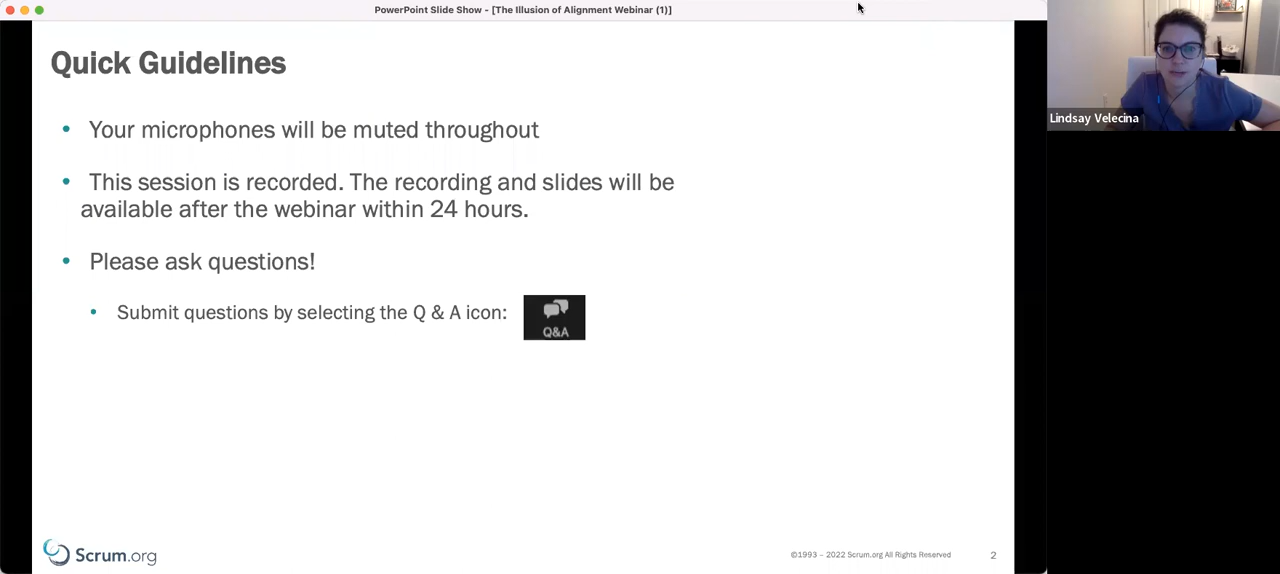 PowerPoint Slide Show - [The Illusion of Alignment Webinar (1)]
Quick Guidelines
• Your microphones will be muted throughout
• This session is recorded. The recording and slides will be
available after the webinar within 24 hours.
• Please ask questions!
• Submit questions by selecting the Q & A icon:
Q&A
Scrum.org
©1993 – 2022 Scrum.org All Rights Reserved
2
Lindsay Velecina